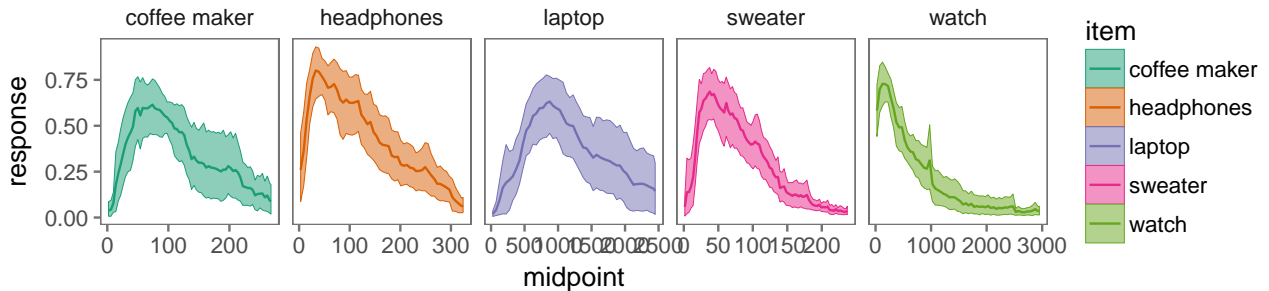 coffee maker headphones laptop sweater watch
response
0.75
0.50
0.25
0.00
0 100 200 0 100 200 300 0 500 1000 1500 2000 2500 0 50 100 150 200 0 1000 2000 3000
midpoint
item
coffee maker
headphones
laptop
sweater
watch